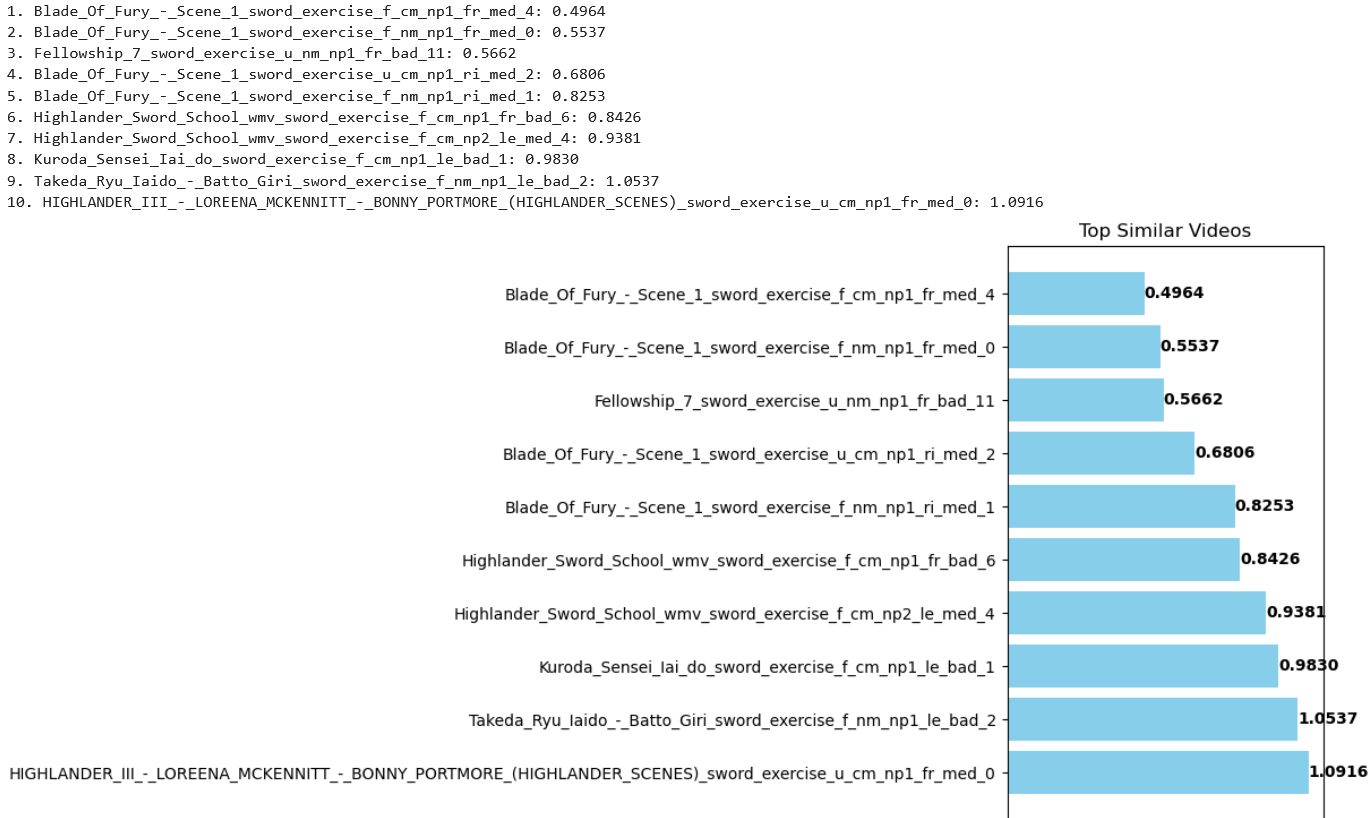 1. Blade_Of_Fury_-_Scene_1_sword_exercise_f_cm_np1_fr_med_4: 0.4964
2. Blade_Of_Fury_-_Scene_1_sword_exercise_f_nm_np1_fr_med_0: 0.5537
3. Fellowship_7_sword_exercise_u_nm_np1_fr_bad_11: 0.5662
4. Blade_Of_Fury_-_Scene_1_sword_exercise_u_cm_np1_ri_med_2: 0.6806
5. Blade_Of_Fury_-_Scene_1_sword_exercise_f_nm_np1_ri_med_1: 0.8253
6. Highlander_Sword_School_wmv_sword_exercise_f_cm_np1_fr_bad_6: 0.8426
7. Highlander_Sword_School_wmv_sword_exercise_f_cm_np2_le_med_4: 0.9381
8. Kuroda_Sensei_Iai_do_sword_exercise_f_cm_np1_le_bad_1: 0.9830
9. Takeda_Ryu_Iaido_-_Batto_Giri_sword_exercise_f_nm_np1_le_bad_2: 1.0537
10. HIGHLANDER_III_-_LOREENA_MCKENNITT_-_BONNY_PORTMORE_(HIGHLANDER_SCENES)_sword_exercise_u_cm_np1_fr_med_0: 1.0916
Top Similar Videos
Blade_Of_Fury_-_Scene_1_sword_exercise_f_cm_np1_fr_med_4 0.4964
Blade_Of_Fury_-_Scene_1_sword_exercise_f_nm_np1_fr_med_0 0.5537
Fellowship_7_sword_exercise_u_nm_np1_fr_bad_11 0.5662
Blade_Of_Fury_-_Scene_1_sword_exercise_u_cm_np1_ri_med_2 0.6806
Blade_Of_Fury_-_Scene_1_sword_exercise_f_nm_np1_ri_med_1 0.8253
Highlander_Sword_School_wmv_sword_exercise_f_cm_np1_fr_bad_6 0.8426
Highlander_Sword_School_wmv_sword_exercise_f_cm_np2_le_med_4 0.9381
Kuroda_Sensei_Iai_do_sword_exercise_f_cm_np1_le_bad_1 0.9830
Takeda_Ryu_Iaido_-_Batto_Giri_sword_exercise_f_nm_np1_le_bad_2 1.0537
HIGHLANDER_III_-_LOREENA_MCKENNITT_-_BONNY_PORTMORE_(HIGHLANDER_SCENES)_sword_exercise_u_cm_np1_fr_med_0 1.0916